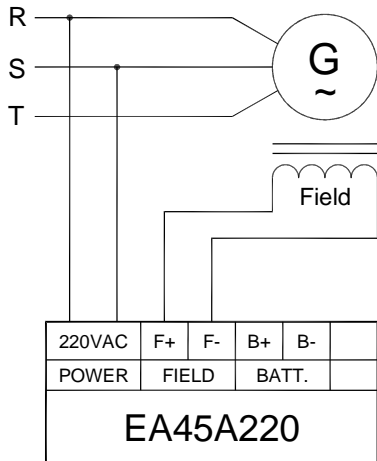 R
S
T
G
~
Field
220VAC F+ F- B+ B-
POWER FIELD BATT.
EA45A220